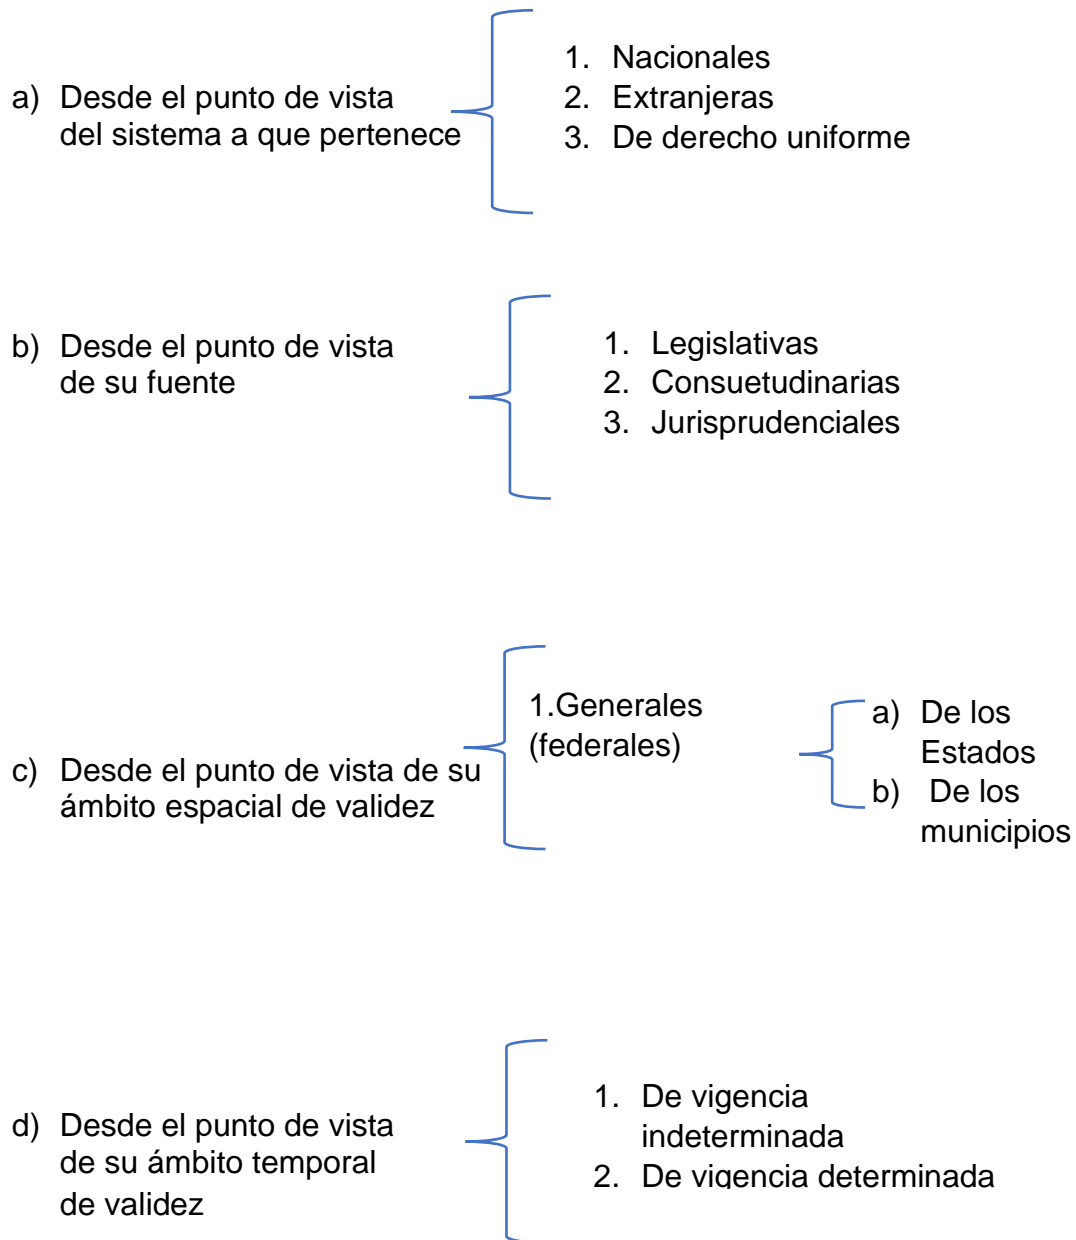 a) Desde el punto de vista
del sistema a que pertenece
1. Nacionales
2. Extranjeras
3. De derecho uniforme
b) Desde el punto de vista
de su fuente
1. Legislativas
2. Consuetudinarias
3. Jurisprudenciales
c) Desde el punto de vista de su
ámbito espacial de validez
1.Generales
(federales)
a) De los
Estados
b) De los
municipios
d) Desde el punto de vista
de su ámbito temporal
de validez
1. De vigencia
indeterminada
2. De vigencia determinada